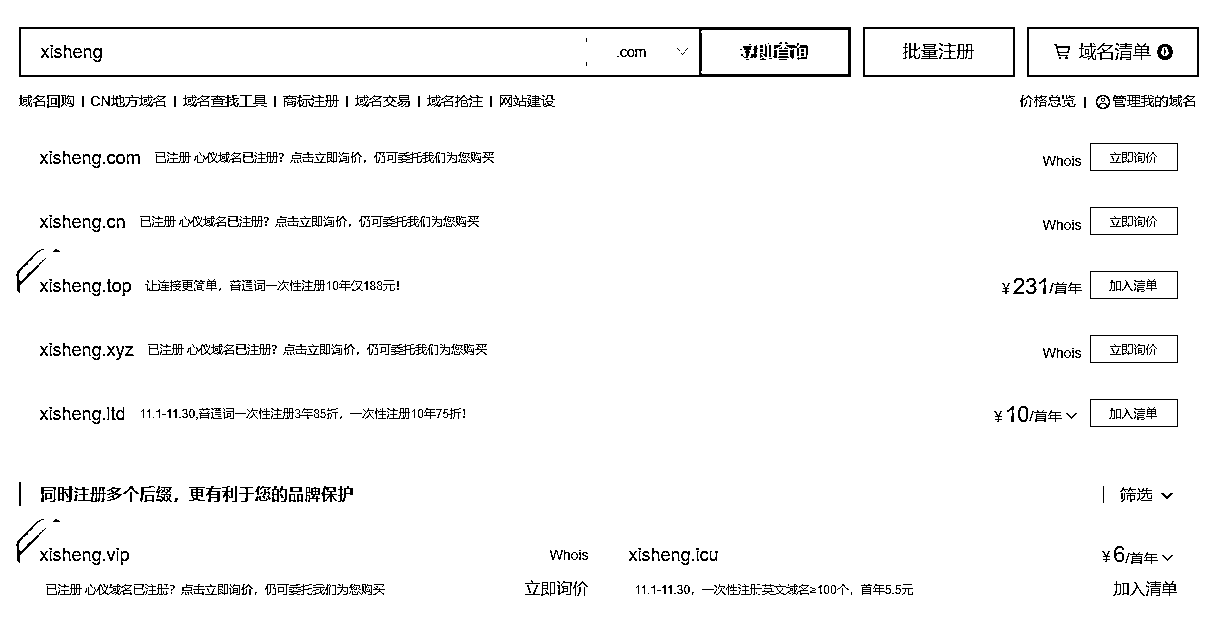 xisheng .com 立即查询 批量注册 域名清单 0
域名回购 | CN地方域名 | 域名查找工具 | 商标注册 | 域名交易 | 域名抢注 | 网站建设 价格总览 | 管理我的域名
xisheng.com 已注册 心仪域名已注册？点击立即询价，仍可委托我们为您购买 Whois 立即询价
xisheng.cn 已注册 心仪域名已注册？点击立即询价，仍可委托我们为您购买 Whois 立即询价
xisheng.top 让连接更简单，普通词一次性注册10年仅188元！ ¥231/首年 加入清单
xisheng.xyz 已注册 心仪域名已注册？点击立即询价，仍可委托我们为您购买 Whois 立即询价
xisheng.ltd 11.1-11.30,普通词一次性注册3年85折，一次性注册10年75折！ ¥10/首年 加入清单
同时注册多个后缀，更有利于您的品牌保护 筛选
xisheng.vip Whois xisheng.icu ¥6/首年
已注册 心仪域名已注册？点击立即询价，仍可委托我们为您购买 立即询价 11.1-11.30，一次性注册英文域名≥100个，首年5.5元 加入清单